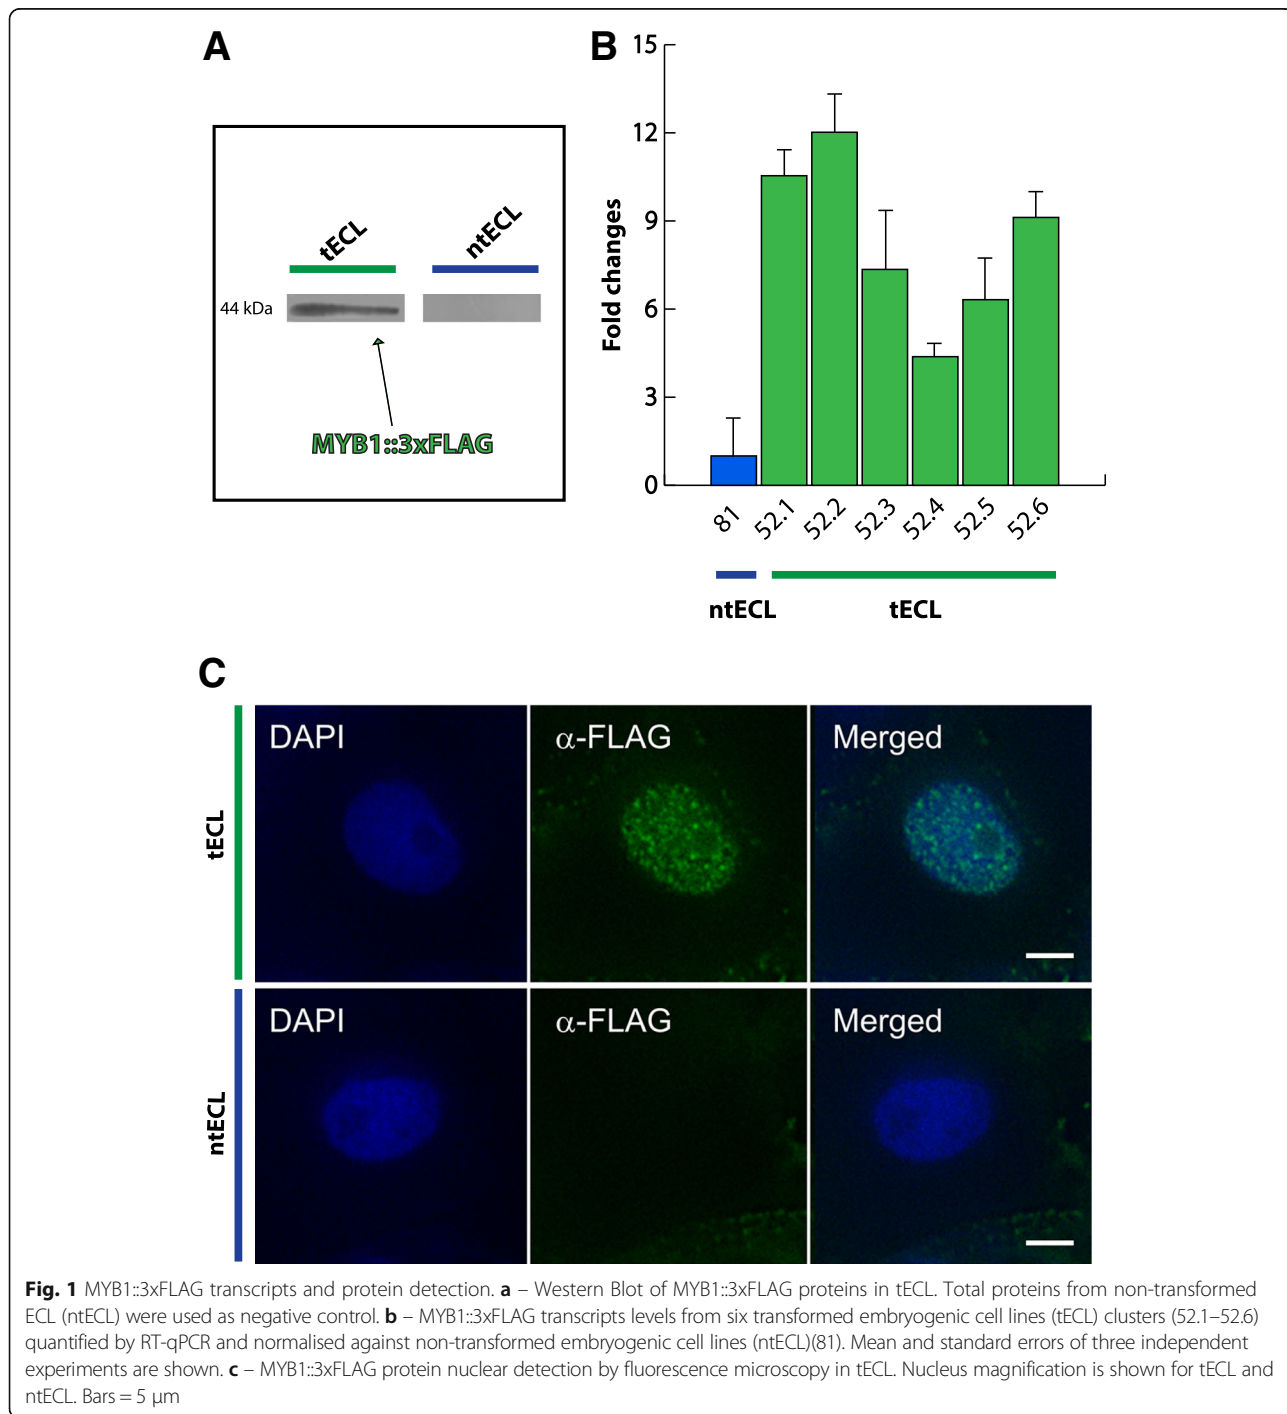 A
tECL
ntECL
44 kDa
MYB1::3xFLAG
B
15
12
9
6
3
0
Fold changes
81
52.1
52.2
52.3
52.4
52.5
52.6
ntECL
tECL
C
tECL
DAPI
α-FLAG
Merged
ntECL
DAPI
α-FLAG
Merged
Fig. 1 MYB1::3xFLAG transcripts and protein detection. a – Western Blot of MYB1::3xFLAG proteins in tECL. Total proteins from non-transformed
ECL (ntECL) were used as negative control. b – MYB1::3xFLAG transcripts levels from six transformed embryogenic cell lines (tECL) clusters (52.1–52.6)
quantified by RT-qPCR and normalised against non-transformed embryogenic cell lines (ntECL)(81). Mean and standard errors of three independent
experiments are shown. c – MYB1::3xFLAG protein nuclear detection by fluorescence microscopy in tECL. Nucleus magnification is shown for tECL and
ntECL. Bars = 5 μm